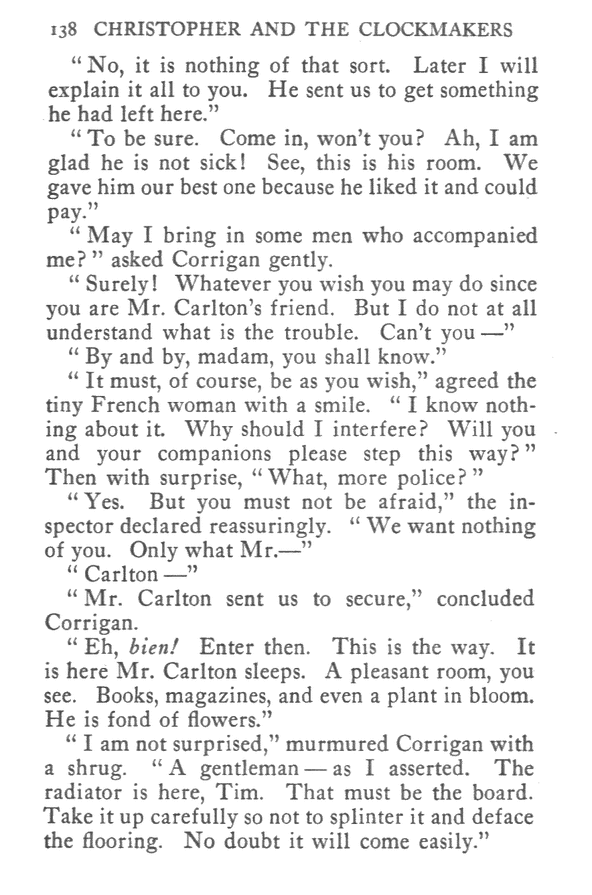 138 CHRISTOPHER AND THE CLOCKMAKERS
“ No, it is nothing of that sort. Later I will
explain it all to you. He sent us to get something
he had left here.”
“ To be sure. Come in, won’t you? Ah, I am
glad he is not sick! See, this is his room. We
gave him our best one because he liked it and could
pay.”
“ May I bring in some men who accompanied
me? ” asked Corrigan gently.
“ Surely! Whatever you wish you may do since
you are Mr. Carlton’s friend. But I do not at all
understand what is the trouble. Can’t you —”
“ By and by, madam, you shall know.”
“ It must, of course, be as you wish,” agreed the
tiny French woman with a smile. “ I know noth-
ing about it. Why should I interfere? Will you
and your companions please step this way? ”
Then with surprise, “ What, more police? ”
“ Yes. But you must not be afraid,” the in-
spector declared reassuringly. “ We want nothing
of you. Only what Mr.—”
“ Carlton —”
“ Mr. Carlton sent us to secure,” concluded
Corrigan.
“ Eh, bien! Enter then. This is the way. It
is here Mr. Carlton sleeps. A pleasant room, you
see. Books, magazines, and even a plant in bloom.
He is fond of flowers.”
“ I am not surprised,” murmured Corrigan with
a shrug. “ A gentleman — as I asserted. The
radiator is here, Tim. That must be the board.
Take it up carefully so not to splinter it and deface
the flooring. No doubt it will come easily.”